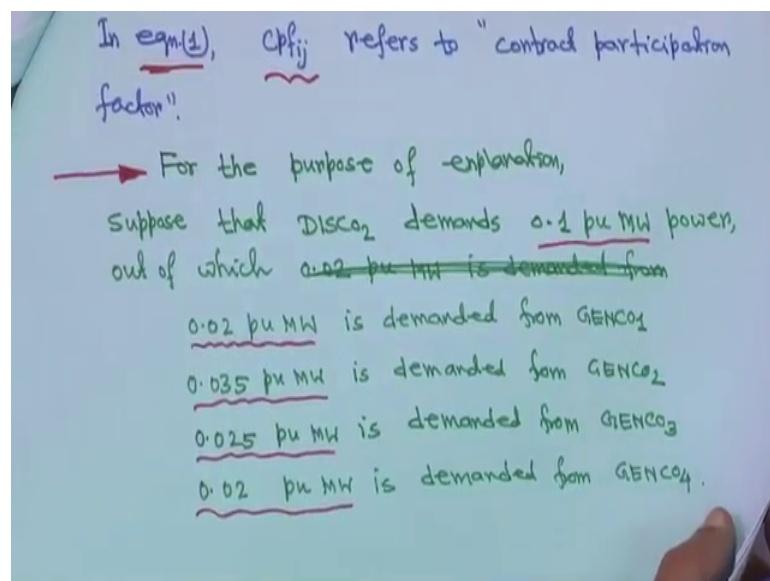 In eqn.(1), cpfij refers to "contract participation
factor".
For the purpose of explanation,
Suppose that DISCO2 demands 0.1 pu MW power,
out of which 0.02 pu MW is demanded from
0.02 pu MW is demanded from GENCO1
0.035 pu MW is demanded fom GENCO2
0.025 pu MW is demanded from GENCO3
0.02 pu MW is demanded from GENCO4.